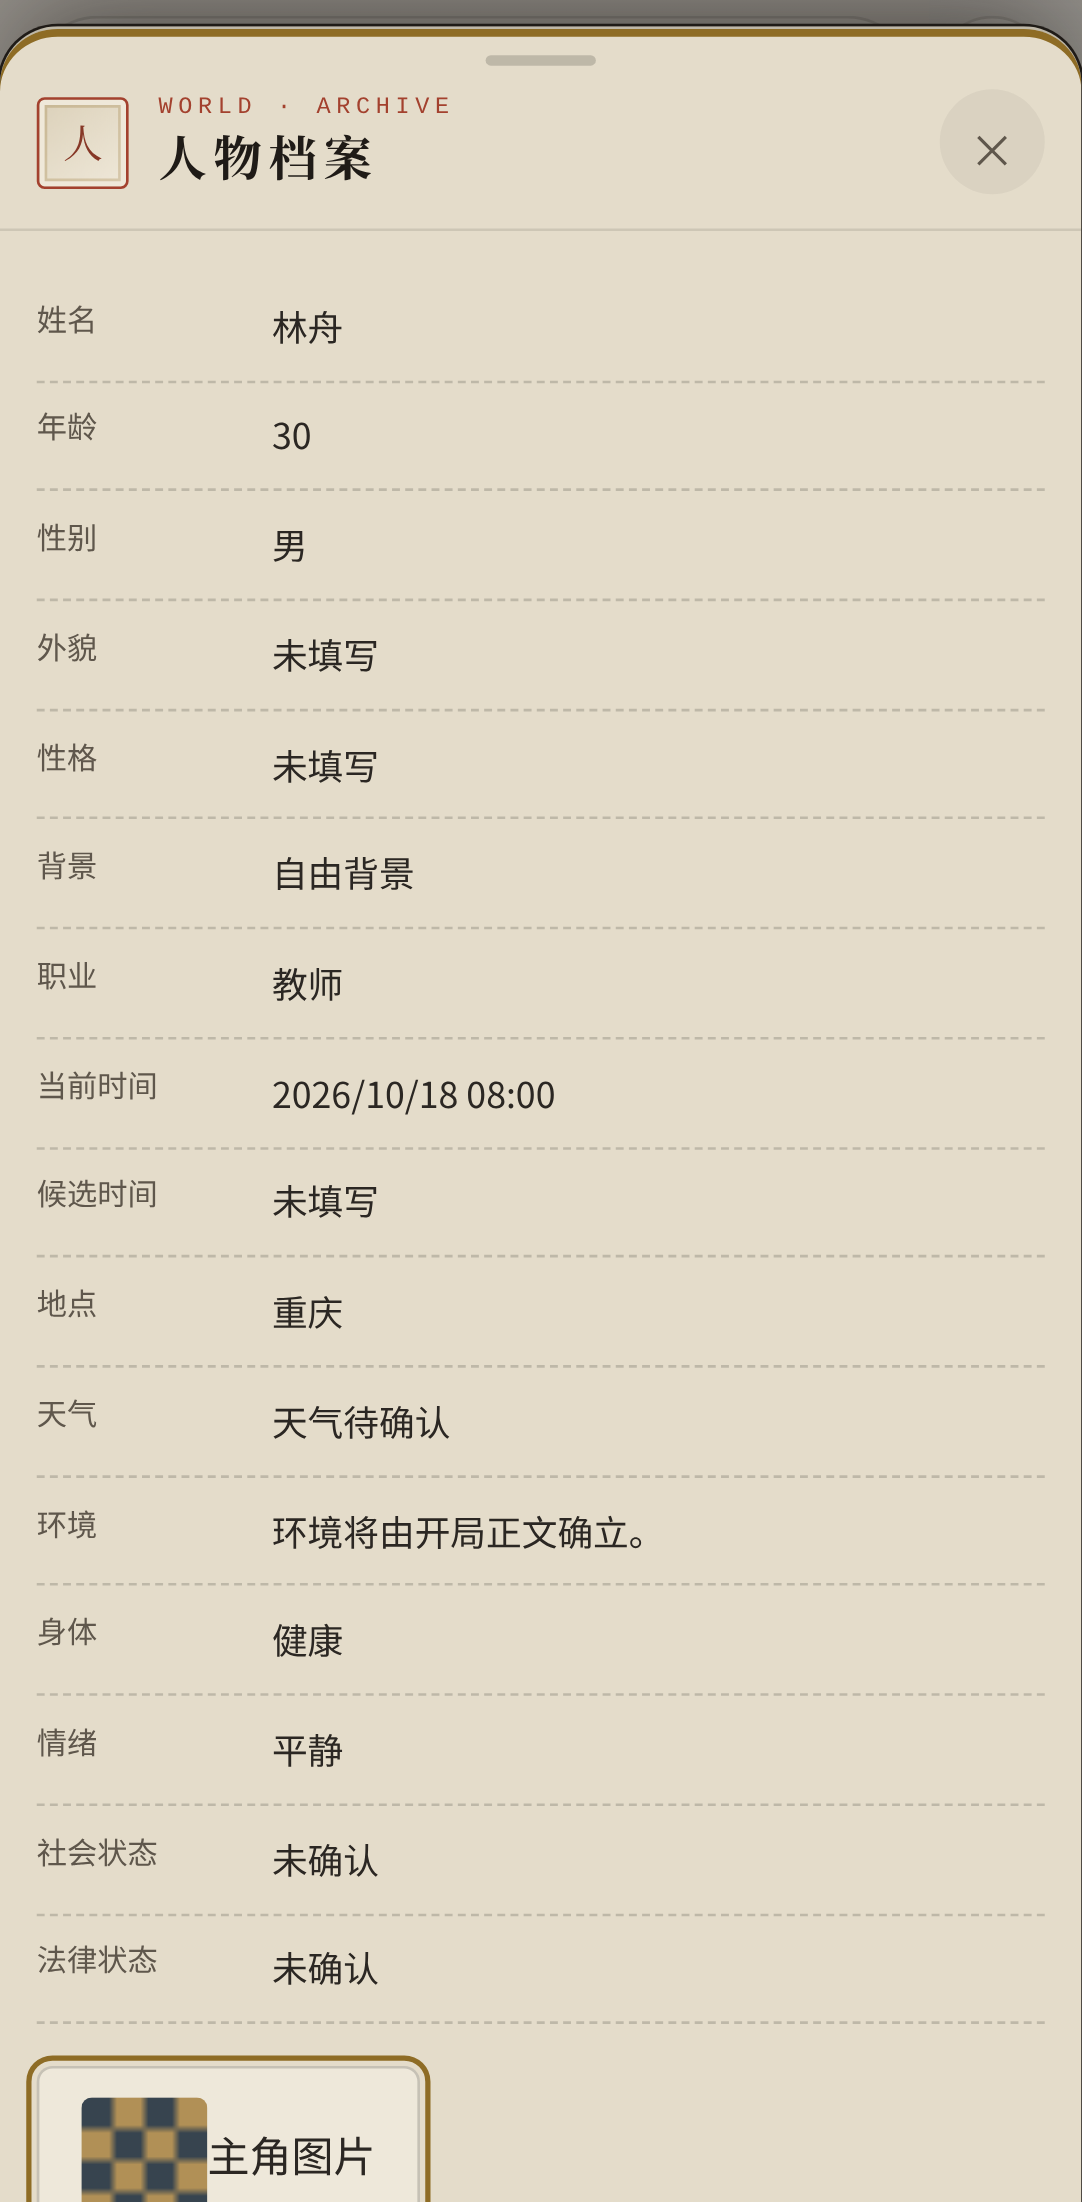 人
WORLD · ARCHIVE
人物档案
姓名 林舟
年龄 30
性别 男
外貌 未填写
性格 未填写
背景 自由背景
职业 教师
当前时间 2026/10/18 08:00
候选时间 未填写
地点 重庆
天气 天气待确认
环境 环境将由开局正文确立。
身体 健康
情绪 平静
社会状态 未确认
法律状态 未确认
主角图片